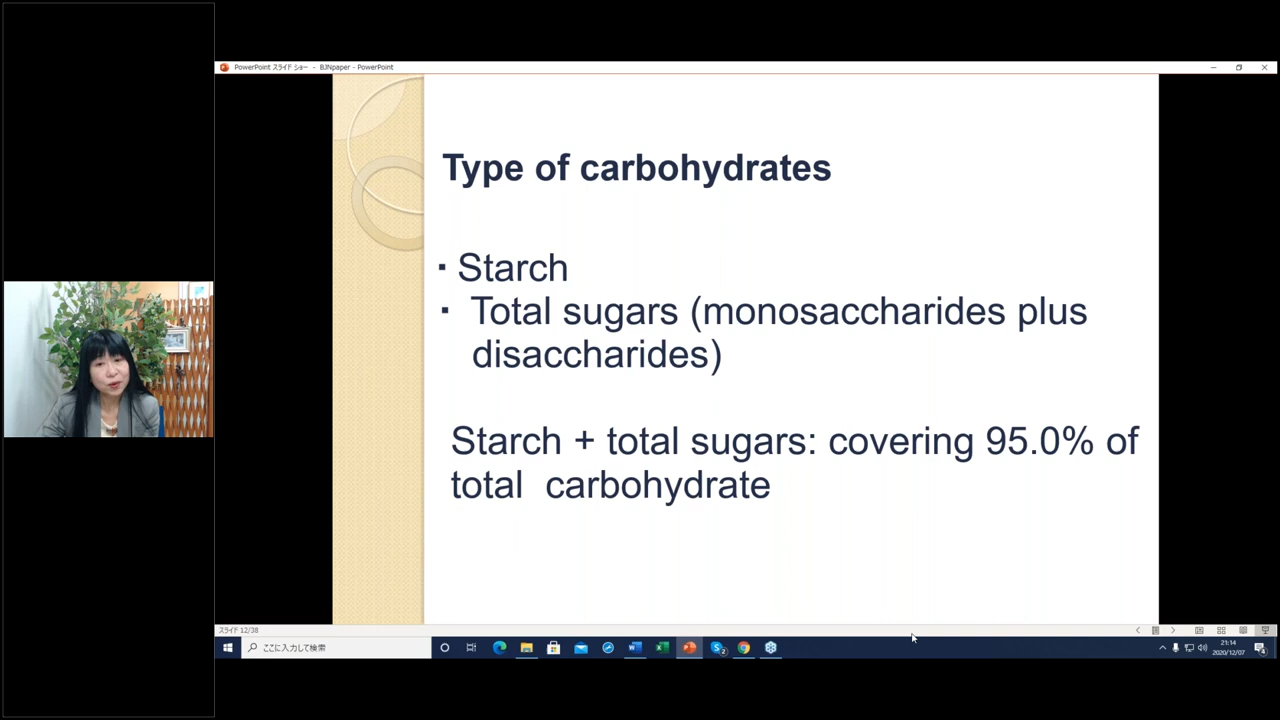 PowerPoint スライド ショー - BJNpaper - PowerPoint
Type of carbohydrates
▪ Starch
▪ Total sugars (monosaccharides plus
disaccharides)
Starch + total sugars: covering 95.0% of
total carbohydrate
スライド 12/38
ここに入力して検索
21:14
2020/12/07